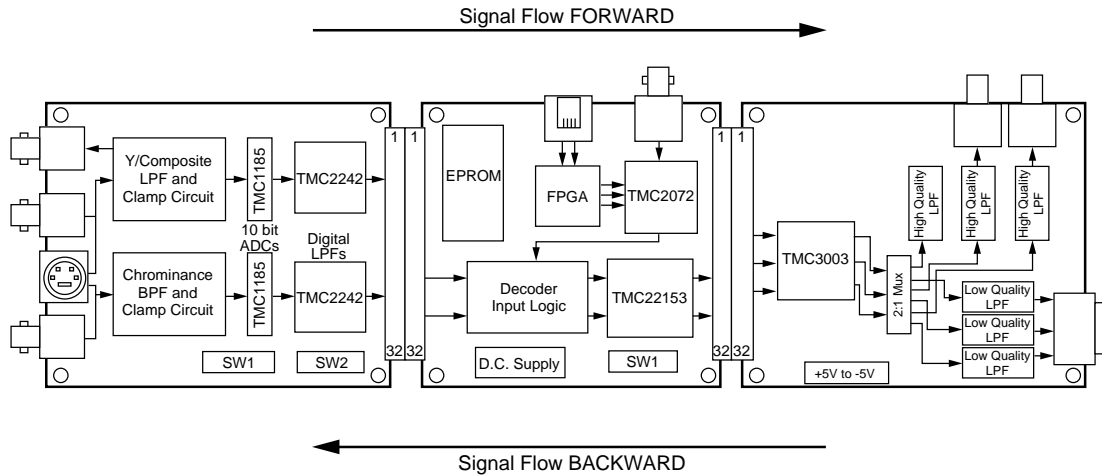 Signal Flow FORWARD
Y/Composite
LPF and
Clamp Circuit
TMC1185
TMC2242
10 bit
ADCs
Digital
LPFs
Chrominance
BPF and
Clamp Circuit
TMC1185
TMC2242
SW1
SW2
1
1
32
32
EPROM
FPGA
TMC2072
Decoder
Input Logic
TMC22153
D.C. Supply
SW1
1
1
32
32
TMC3003
2:1 Mux
High Quality
LPF
High Quality
LPF
High Quality
LPF
Low Quality
LPF
Low Quality
LPF
Low Quality
LPF
+5V to -5V
Signal Flow BACKWARD